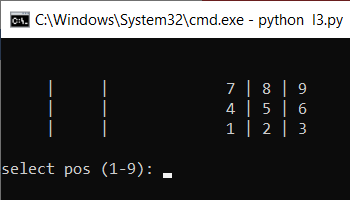 C:\Windows\System32\cmd.exe - python  l3.py
|     |              7 | 8 | 9
|     |              4 | 5 | 6
|     |              1 | 2 | 3
select pos (1-9):